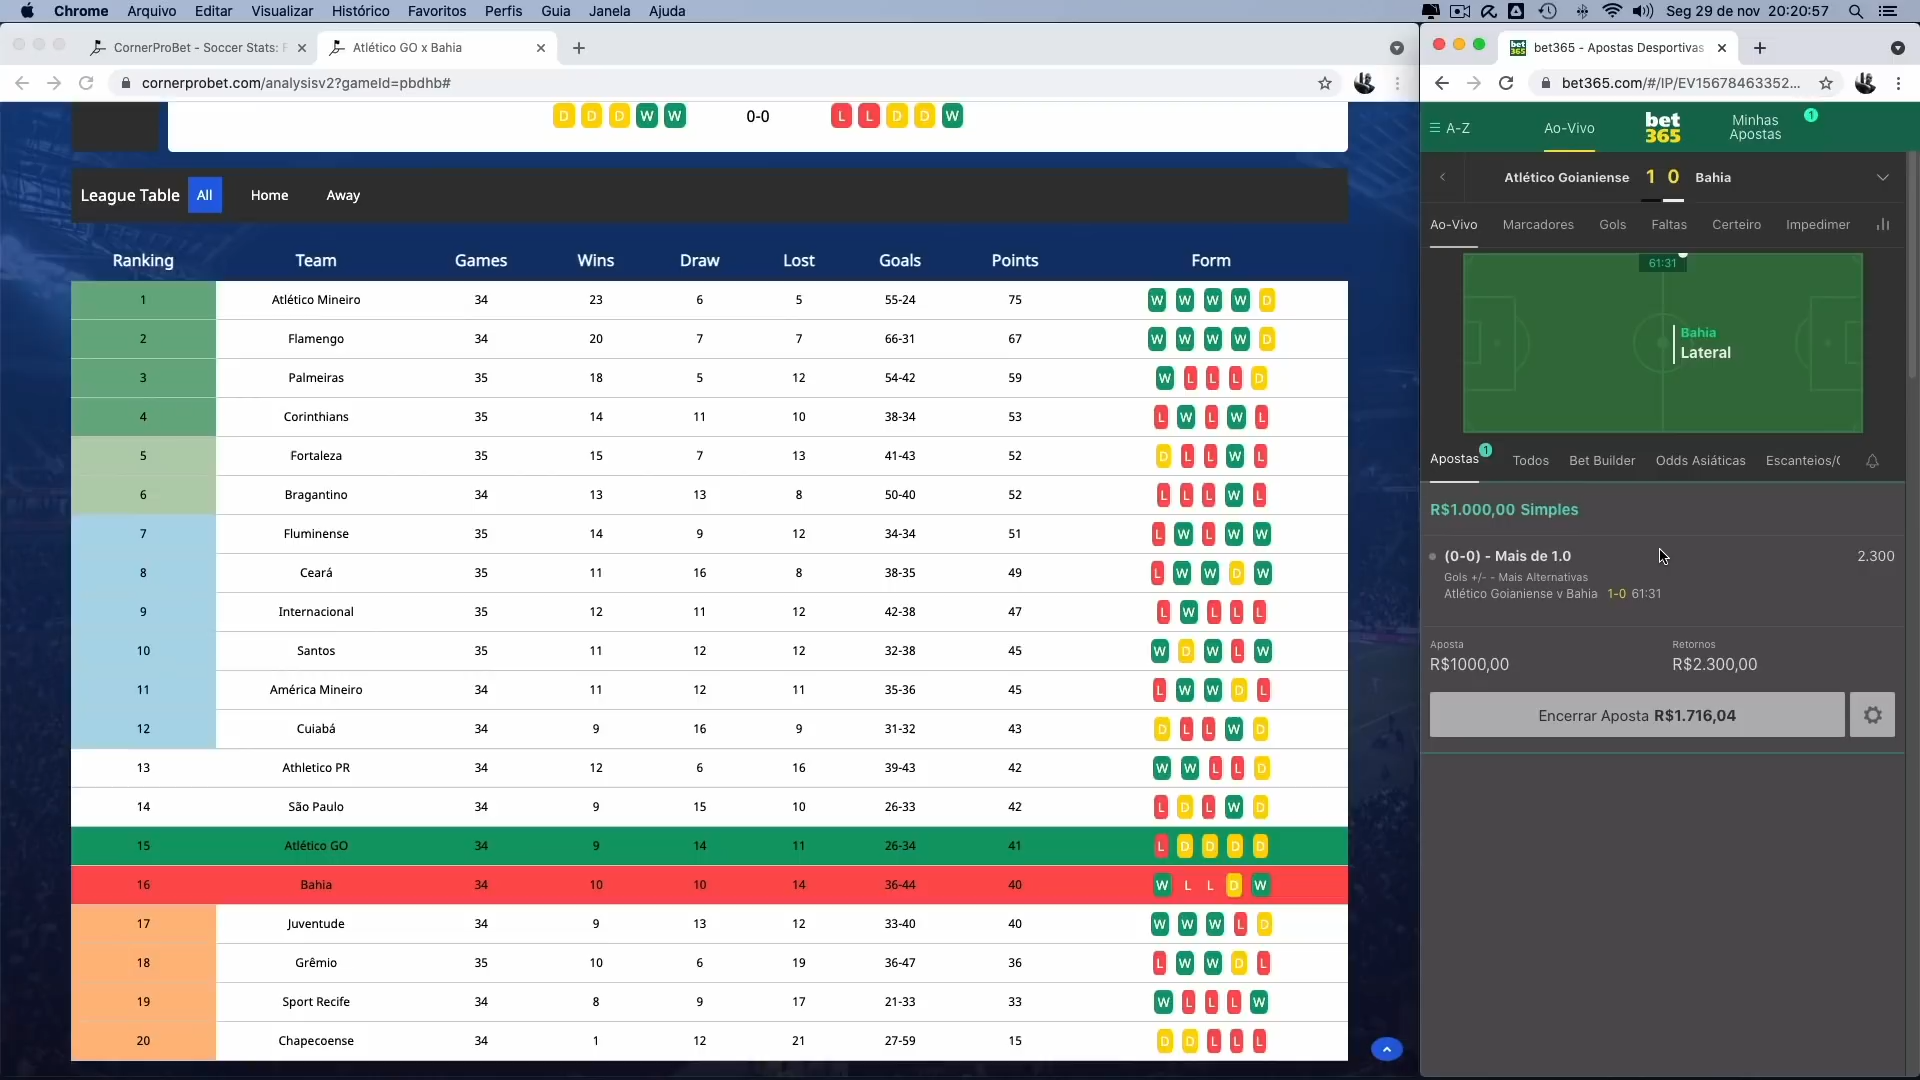 Chrome Arquivo Editar Visualizar Histórico Favoritos Perfis Guia Janela Ajuda Seg 29 de nov 20:20:57
CornerProBet - Soccer Stats: F
Atlético GO x Bahia
cornerprobet.com/analysisv2?gameId=pbdhb#
D D D W W 0-0 L L D D W
League Table All Home Away
Ranking Team Games Wins Draw Lost Goals Points Form
1 Atlético Mineiro 34 23 6 5 55-24 75 W W W W D
2 Flamengo 34 20 7 7 66-31 67 W W W W D
3 Palmeiras 35 18 5 12 54-42 59 W L L L D
4 Corinthians 35 14 11 10 38-34 53 L W L W L
5 Fortaleza 35 15 7 13 41-43 52 D L L W L
6 Bragantino 34 13 13 8 50-40 52 L L L W L
7 Fluminense 35 14 9 12 34-34 51 L W L W W
8 Ceará 35 11 16 8 38-35 49 L W W D W
9 Internacional 35 12 11 12 42-38 47 L W L L L
10 Santos 35 11 12 12 32-38 45 W D W L W
11 América Mineiro 34 11 12 11 35-36 45 L W W D L
12 Cuiabá 34 9 16 9 31-32 43 D L L W D
13 Athletico PR 34 12 6 16 39-43 42 W W L L D
14 São Paulo 34 9 15 10 26-33 42 L D L W D
15 Atlético GO 34 9 14 11 26-34 41 L D D D D
16 Bahia 34 10 10 14 36-44 40 W L L D W
17 Juventude 34 9 13 12 33-40 40 W W W L D
18 Grêmio 35 10 6 19 36-47 36 L W W D L
19 Sport Recife 34 8 9 17 21-33 33 W L L L W
20 Chapecoense 34 1 12 21 27-59 15 D D L L L
bet365 - Apostas Desportivas
bet365.com/#/IP/EV15678463352...
A-Z Ao-Vivo bet365 Minhas Apostas 1
Atlético Goianiense 1 0 Bahia
Ao-Vivo Marcadores Gols Faltas Certeiro Impedimer
61:31
Bahia
Lateral
Apostas 1 Todos Bet Builder Odds Asiáticas Escanteios/(
R$1.000,00 Simples
(0-0) - Mais de 1.0 2.300
Gols +/- - Mais Alternativas
Atlético Goianiense v Bahia 1-0 61:31
Aposta Retornos
R$1000,00 R$2.300,00
Encerrar Aposta R$1.716,04